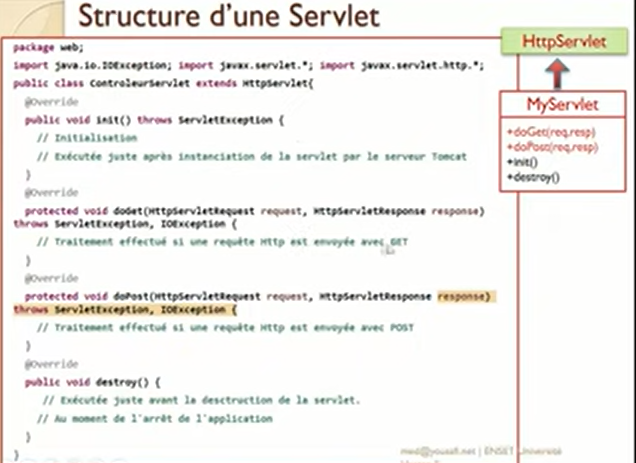 Structure d'une Servlet
package web;
import java.io.IOException; import javax.servlet.*; import javax.servlet.http.*;
public class ControleurServlet extends HttpServlet{
@Override
public void init() throws ServletException {
// Initialisation
// Exécutée juste après instanciation de la servlet par le serveur Tomcat
}
@Override
protected void doGet(HttpServletRequest request, HttpServletResponse response)
throws ServletException, IOException {
// Traitement effectué si une requête Http est envoyée avec GET
}
@Override
protected void doPost(HttpServletRequest request, HttpServletResponse response)
throws ServletException, IOException {
// Traitement effectué si une requête Http est envoyée avec POST
}
@Override
public void destroy() {
// Exécutée juste avant la desctruction de la servlet.
// Au moment de l'arrêt de l'application
}
}
HttpServlet
MyServlet
+doGet(req,resp)
+doPost(req,resp)
+init()
+destroy()
med@youssfi.net | ENSET Université